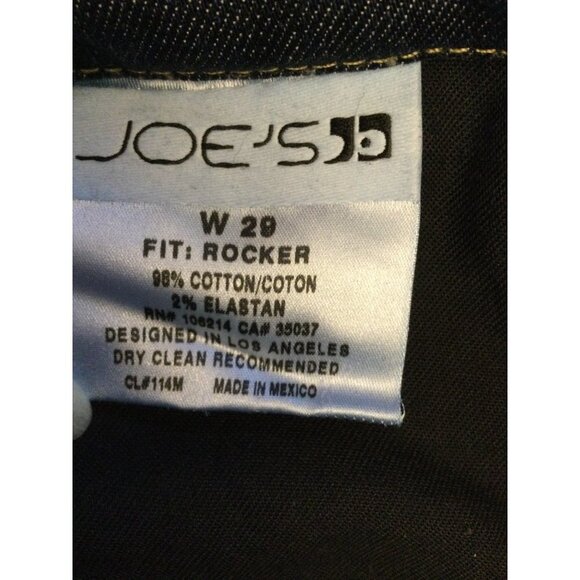 JOE'S
W 29
FIT: ROCKER
98% COTTON/COTON
2% ELASTAN
RN# 106214 CA# 35037
DESIGNED IN LOS ANGELES
DRY CLEAN RECOMMENDED
CL#114M MADE IN MEXICO